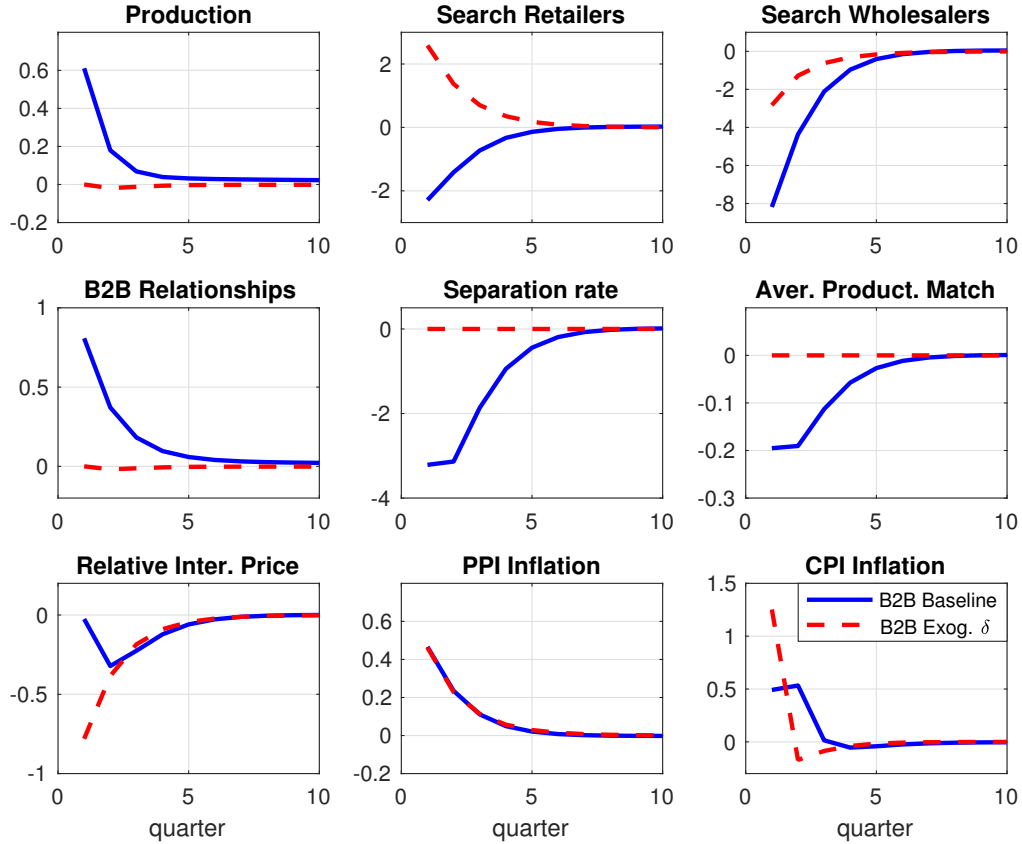 Production
Search Retailers
Search Wholesalers
0.6
0.4
0.2
0
-0.2
0 5 10
2
0
-2
0 5 10
0
-2
-4
-6
-8
0 5 10
B2B Relationships
Separation rate
Aver. Product. Match
1
0.5
0
0 5 10
0
-2
-4
0 5 10
0
-0.1
-0.2
-0.3
0 5 10
Relative Inter. Price
PPI Inflation
CPI Inflation
0
-0.5
-1
0 5 10
quarter
0.6
0.4
0.2
0
-0.2
0 5 10
quarter
1.5
1
0.5
0
0 5 10
quarter
B2B Baseline
B2B Exog. δ